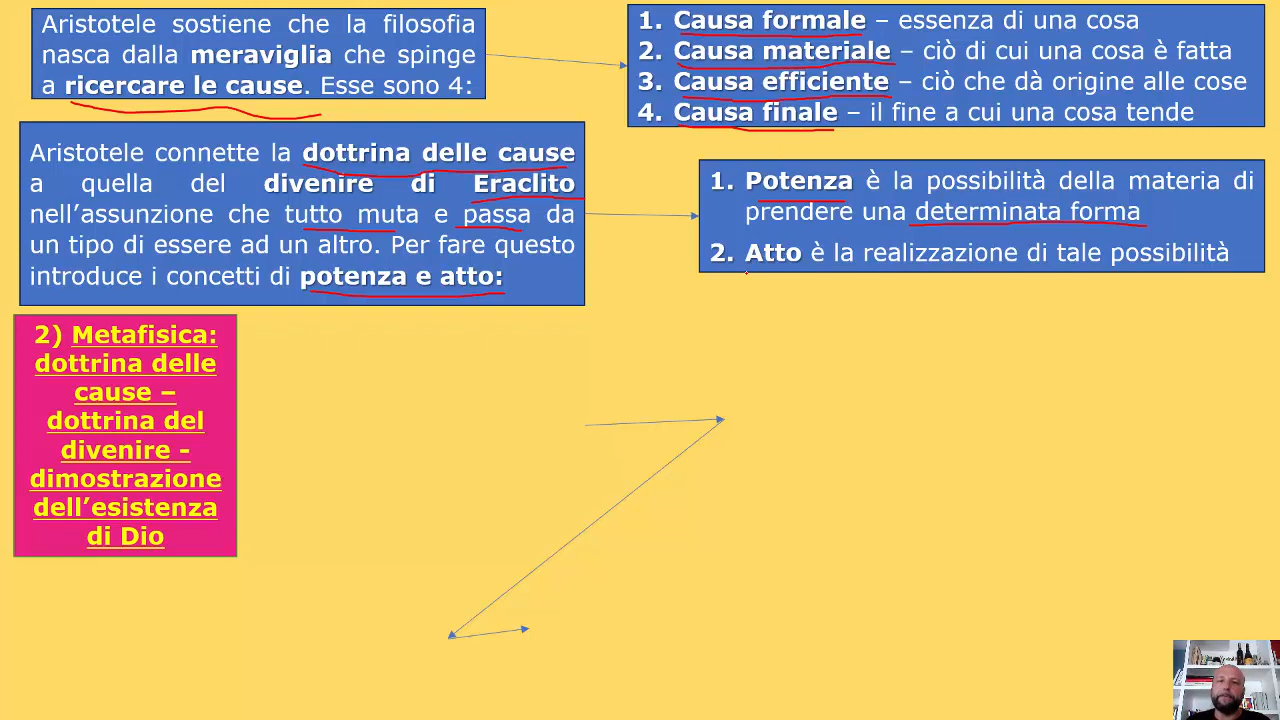 Aristotele sostiene che la filosofia
nasca dalla meraviglia che spinge
a ricercare le cause. Esse sono 4:
1. Causa formale – essenza di una cosa
2. Causa materiale – ciò di cui una cosa è fatta
3. Causa efficiente – ciò che dà origine alle cose
4. Causa finale – il fine a cui una cosa tende
Aristotele connette la dottrina delle cause
a quella del divenire di Eraclito
nell’assunzione che tutto muta e passa da
un tipo di essere ad un altro. Per fare questo
introduce i concetti di potenza e atto:
1. Potenza è la possibilità della materia di
prendere una determinata forma
2. Atto è la realizzazione di tale possibilità
2) Metafisica:
dottrina delle
cause –
dottrina del
divenire -
dimostrazione
dell’esistenza
di Dio